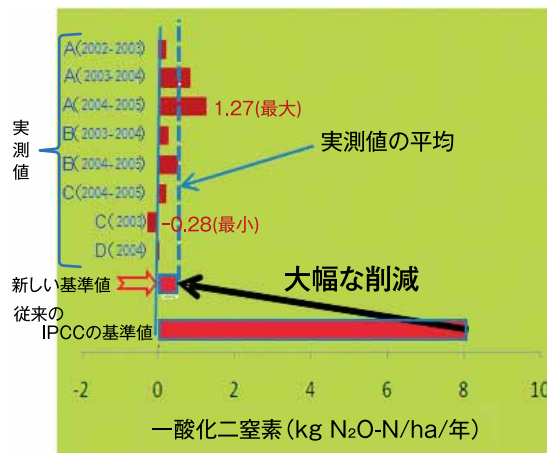 A(2002-2003)
A(2003-2004)
A(2004-2005)
1.27(最大)
B(2003-2004)
実測値の平均
B(2004-2005)
C(2004-2005)
C(2003)
-0.28(最小)
D(2004)
実測値
新しい基準値
大幅な削減
従来の
IPCCの基準値
-2 0 2 4 6 8 10
一酸化二窒素(kg N₂O-N/ha/年)